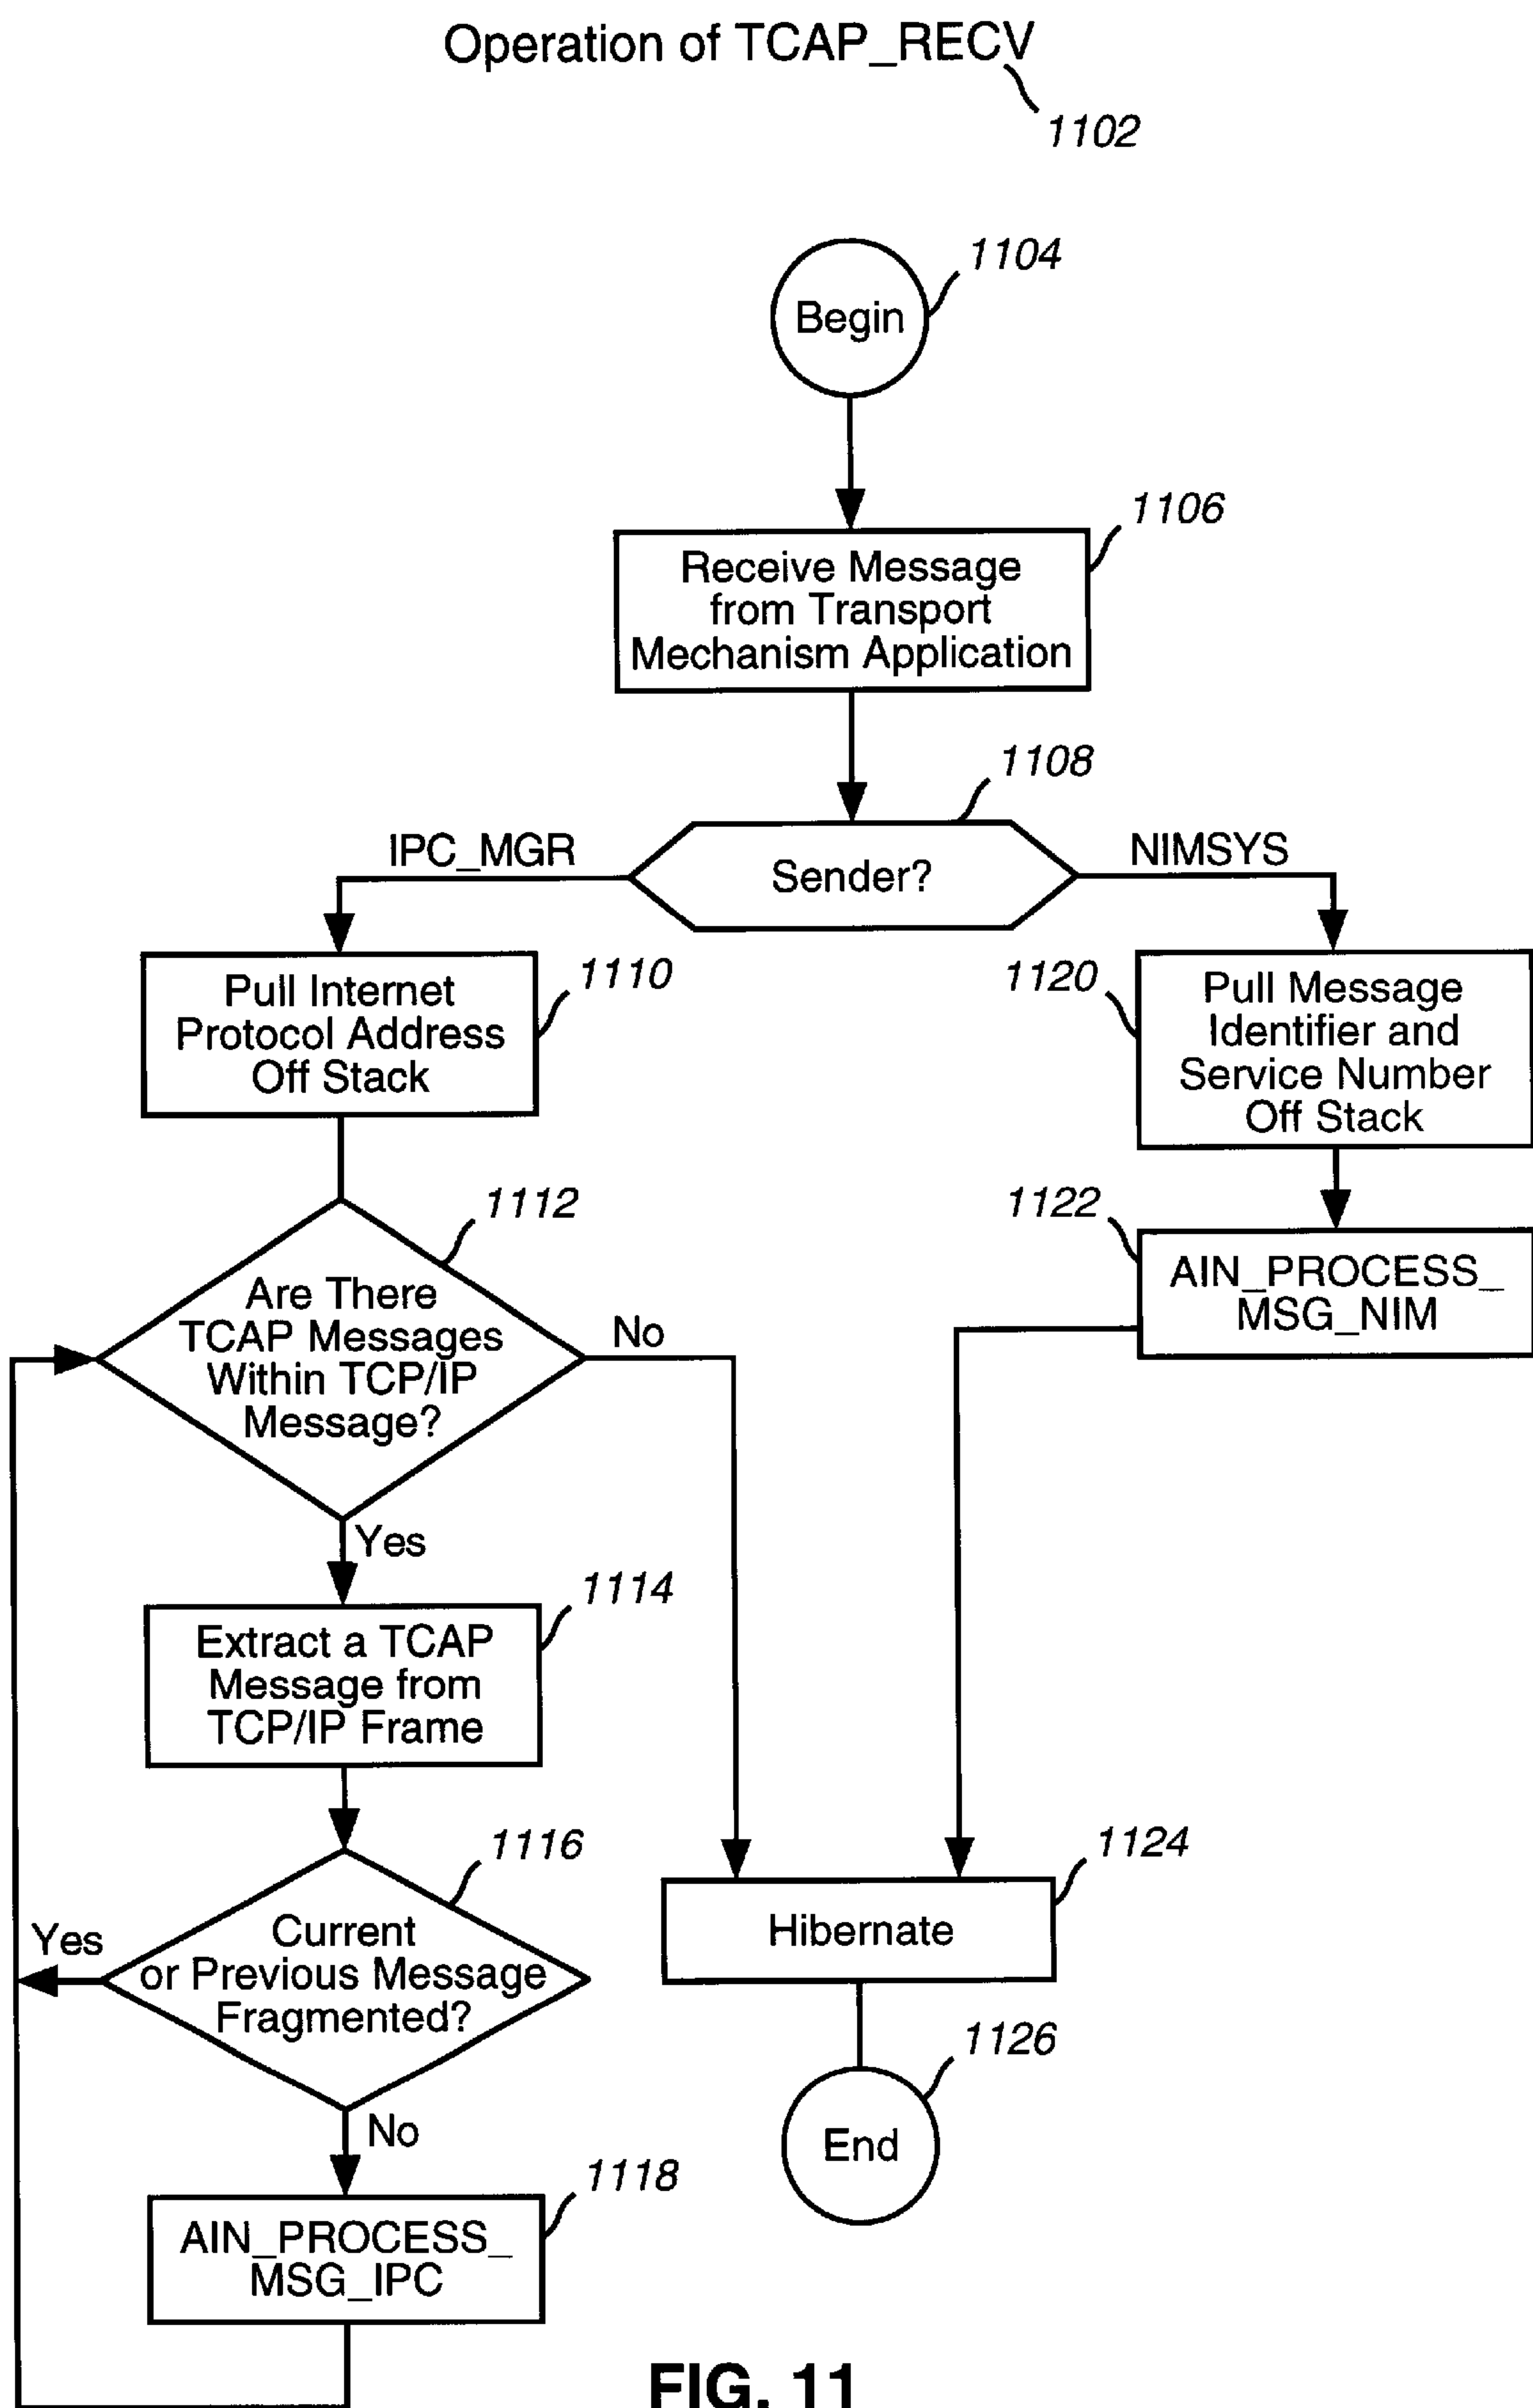 Operation of TCAP_RECV
1102
1104
Begin
1106
Receive Message
from Transport
Mechanism Application
1108
IPC_MGR
Sender?
NIMSYS
1110
Pull Internet
Protocol Address
Off Stack
1120
Pull Message
Identifier and
Service Number
Off Stack
1112
Are There
TCAP Messages
Within TCP/IP
Message?
No
1122
AIN_PROCESS_
MSG_NIM
Yes
1114
Extract a TCAP
Message from
TCP/IP Frame
1116
Current
or Previous Message
Fragmented?
Yes
1124
Hibernate
No
1126
End
1118
AIN_PROCESS_
MSG_IPC
FIG. 11